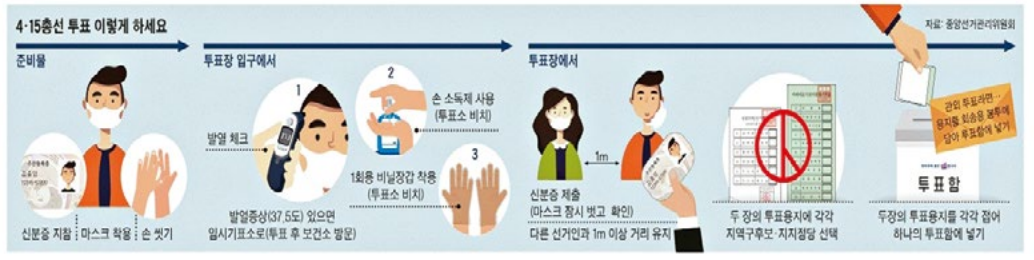 4·15총선 투표 이렇게 하세요
자료: 중앙선거관리위원회
준비물
신분증 지참
마스크 착용
손 씻기
투표장 입구에서
1
발열 체크
발열증상(37.5도) 있으면
임시기표소로(투표 후 보건소 방문)
2
손 소독제 사용
(투표소 비치)
3
1회용 비닐장갑 착용
(투표소 비치)
투표장에서
1m
신분증 제출
(마스크 잠시 벗고 확인)
다른 선거인과 1m 이상 거리 유지
두 장의 투표용지에 각각
지역구후보·지지정당 선택
관외 투표라면…
용지를 회송용 봉투에
담아 투표함에 넣기
투표함
두장의 투표용지를 각각 접어
하나의 투표함에 넣기